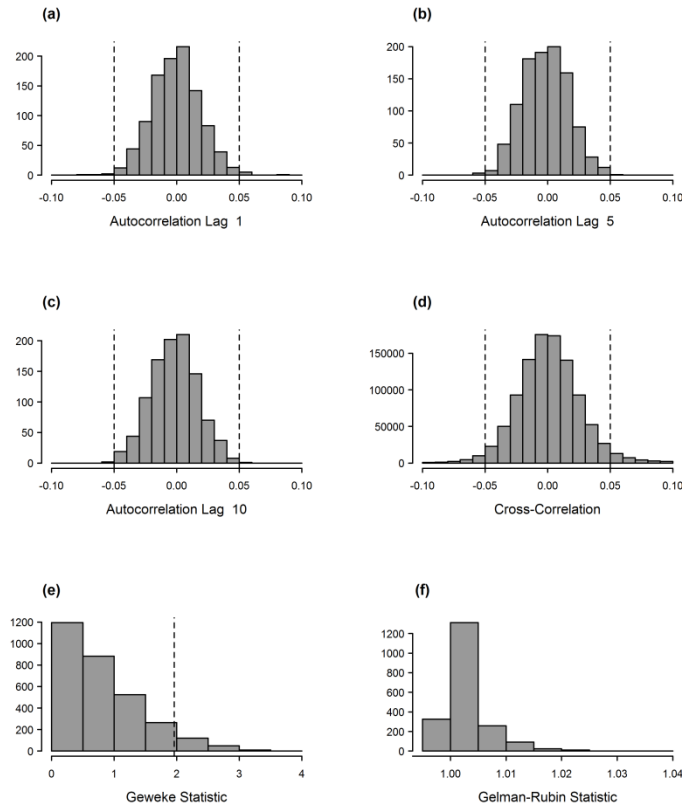 (a)
200
150
100
50
0
-0.10 -0.05 0.00 0.05 0.10
Autocorrelation Lag 1
(b)
200
150
100
50
0
-0.10 -0.05 0.00 0.05 0.10
Autocorrelation Lag 5
(c)
200
150
100
50
0
-0.10 -0.05 0.00 0.05 0.10
Autocorrelation Lag 10
(d)
150000
100000
50000
0
-0.10 -0.05 0.00 0.05 0.10
Cross-Correlation
(e)
1200
1000
800
600
400
200
0
0 1 2 3 4
Geweke Statistic
(f)
1200
1000
800
600
400
200
0
1.00 1.01 1.02 1.03 1.04
Gelman-Rubin Statistic